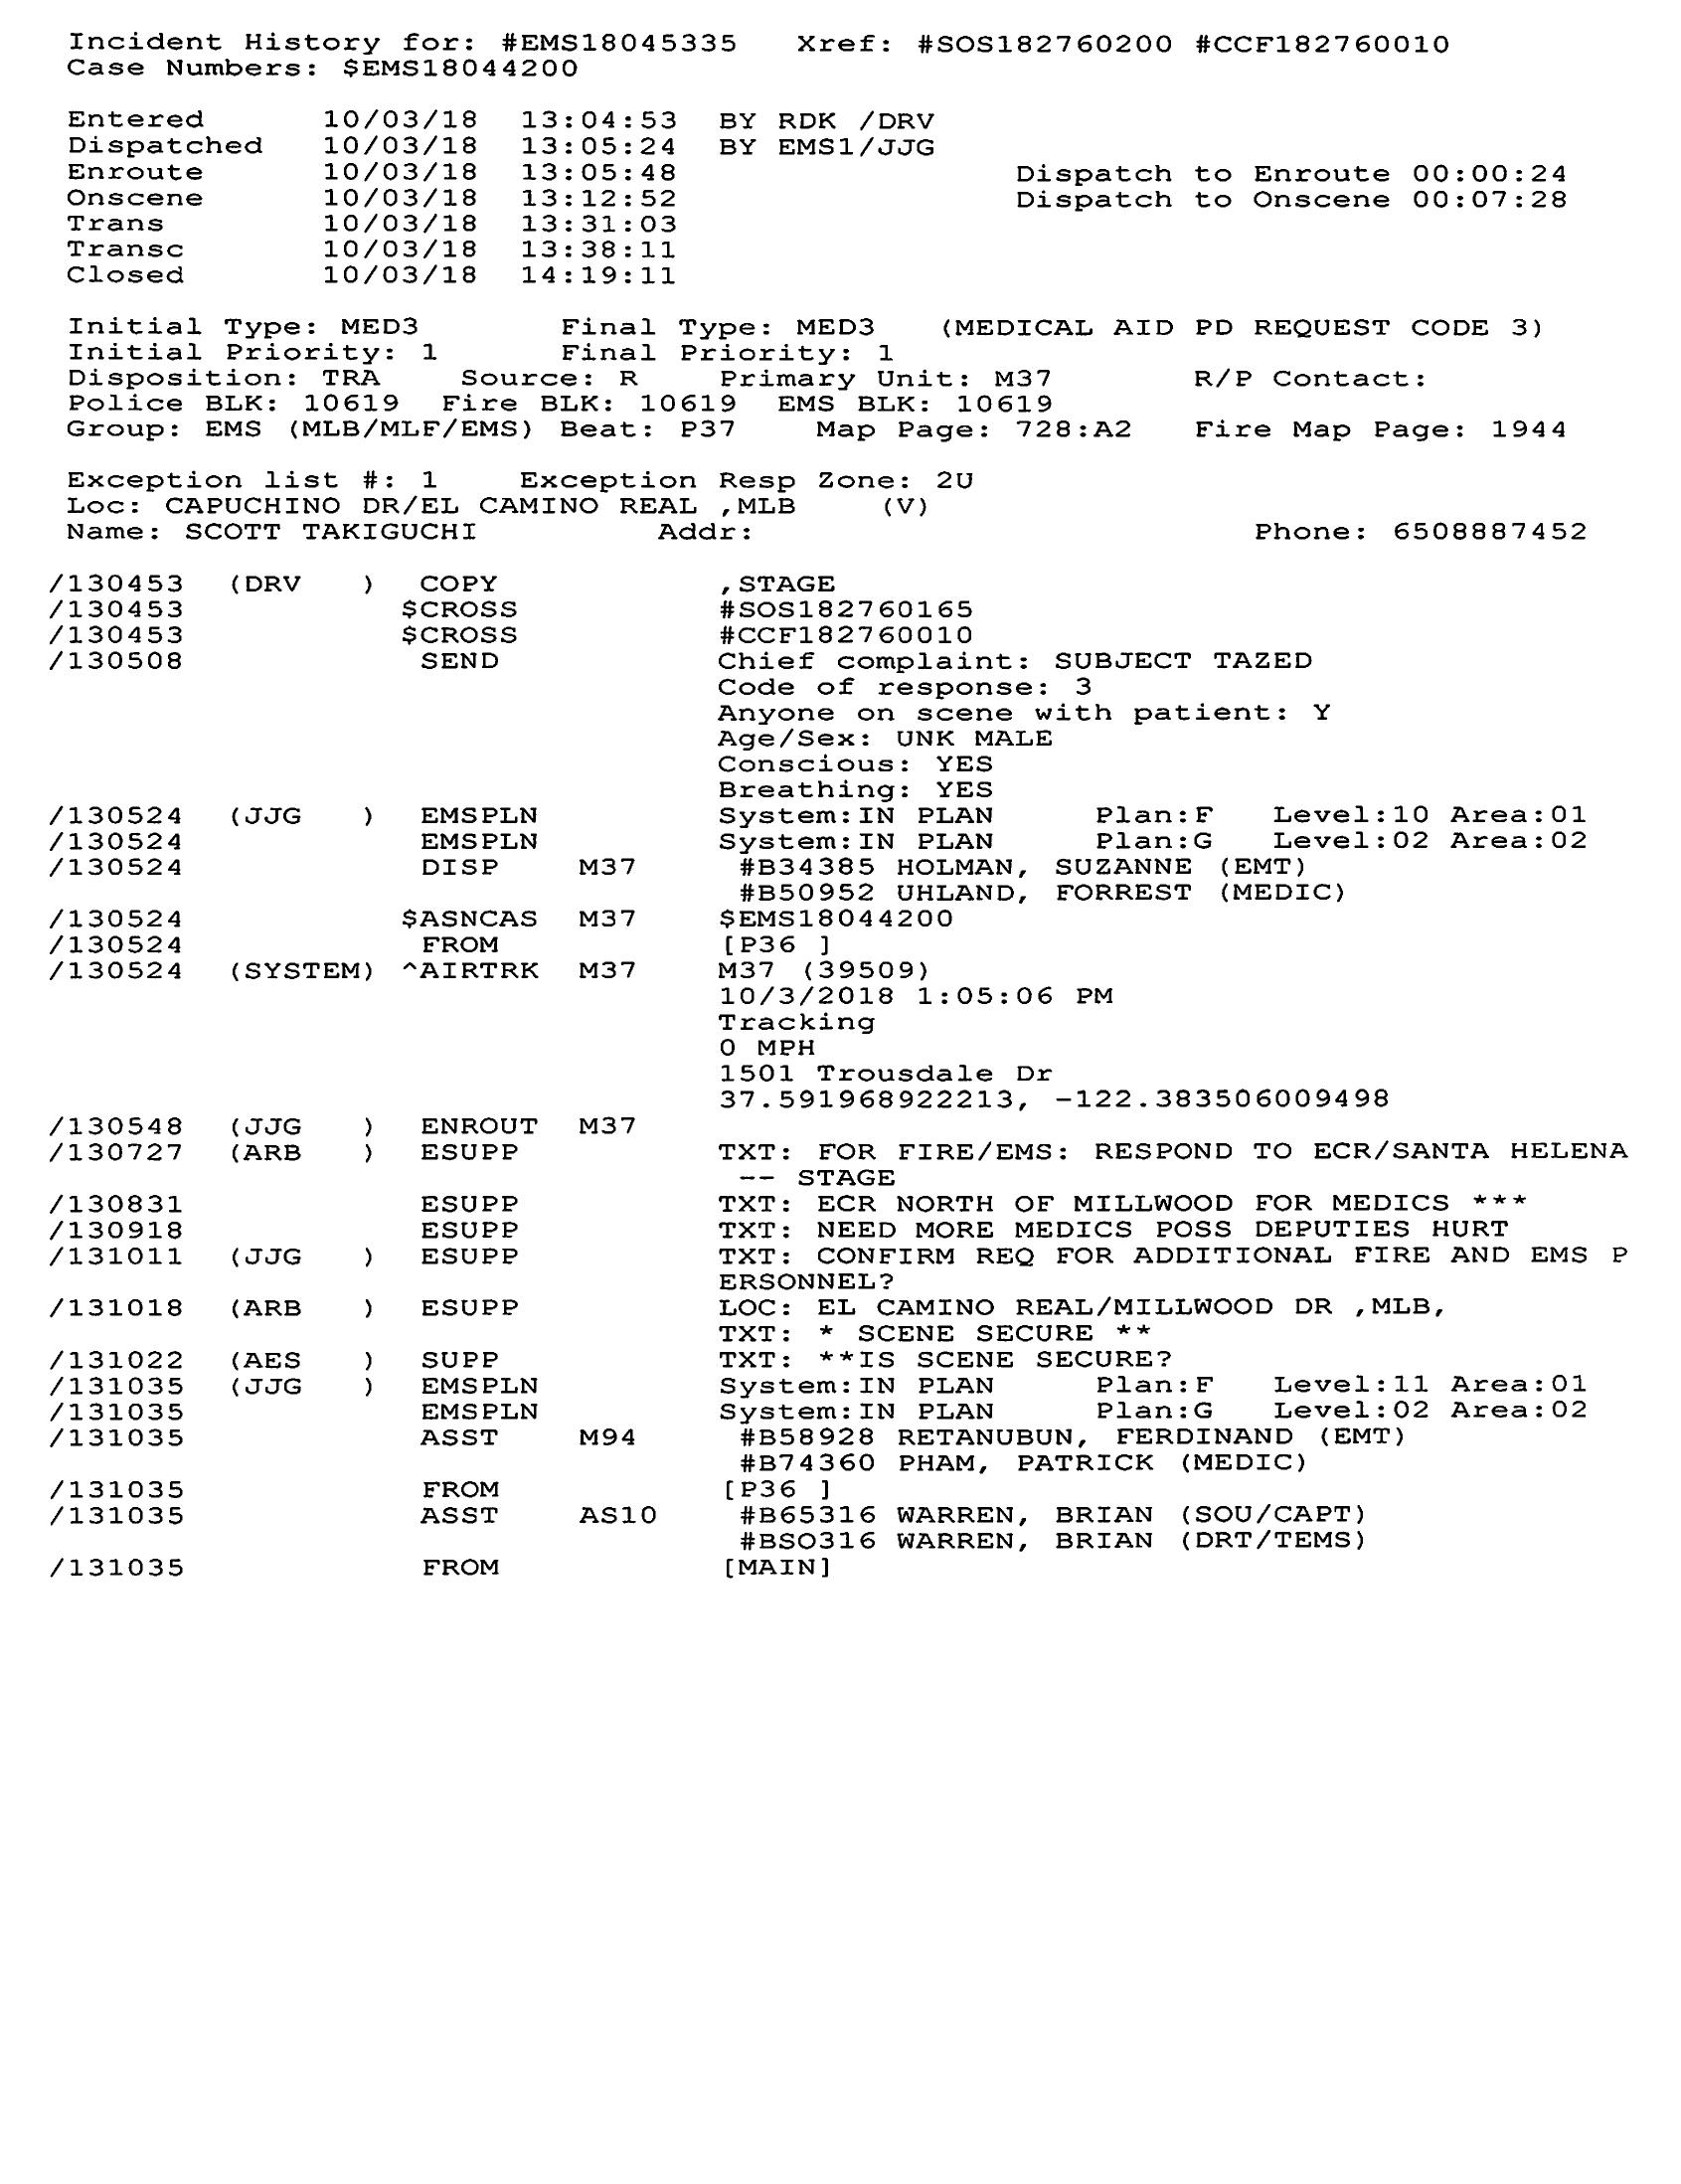 Incident History for: #EMS18045335   Xref: #SOS182760200 #CCF182760010
Case Numbers: $EMS18044200
Entered      10/03/18  13:04:53  BY RDK /DRV
Dispatched   10/03/18  13:05:24  BY EMS1/JJG
Enroute      10/03/18  13:05:48                 Dispatch to Enroute 00:00:24
Onscene      10/03/18  13:12:52                 Dispatch to Onscene 00:07:28
Trans        10/03/18  13:31:03
Transc       10/03/18  13:38:11
Closed       10/03/18  14:19:11
Initial Type: MED3       Final Type: MED3   (MEDICAL AID PD REQUEST CODE 3)
Initial Priority: 1      Final Priority: 1
Disposition: TRA    Source: R    Primary Unit: M37       R/P Contact:
Police BLK: 10619  Fire BLK: 10619  EMS BLK: 10619
Group: EMS (MLB/MLF/EMS) Beat: P37    Map Page: 728:A2   Fire Map Page: 1944
Exception list #: 1    Exception Resp Zone: 2U
Loc: CAPUCHINO DR/EL CAMINO REAL ,MLB    (V)
Name: SCOTT TAKIGUCHI         Addr:                          Phone: 6508887452
/130453  (DRV   )  COPY           ,STAGE
/130453           $CROSS          #SOS182760165
/130453           $CROSS          #CCF182760010
/130508            SEND           Chief complaint: SUBJECT TAZED
Code of response: 3
Anyone on scene with patient: Y
Age/Sex: UNK MALE
Conscious: YES
Breathing: YES
/130524  (JJG   )  EMSPLN         System:IN PLAN     Plan:F   Level:10 Area:01
/130524            EMSPLN         System:IN PLAN     Plan:G   Level:02 Area:02
/130524            DISP    M37     #B34385 HOLMAN, SUZANNE (EMT)
#B50952 UHLAND, FORREST (MEDIC)
/130524           $ASNCAS  M37    $EMS18044200
/130524            FROM           [P36 ]
/130524  (SYSTEM) ^AIRTRK  M37    M37 (39509)
10/3/2018 1:05:06 PM
Tracking
0 MPH
1501 Trousdale Dr
37.591968922213, -122.383506009498
/130548  (JJG   )  ENROUT  M37
/130727  (ARB   )  ESUPP          TXT: FOR FIRE/EMS: RESPOND TO ECR/SANTA HELENA
-- STAGE
/130831            ESUPP          TXT: ECR NORTH OF MILLWOOD FOR MEDICS ***
/130918            ESUPP          TXT: NEED MORE MEDICS POSS DEPUTIES HURT
/131011  (JJG   )  ESUPP          TXT: CONFIRM REQ FOR ADDITIONAL FIRE AND EMS P
ERSONNEL?
/131018  (ARB   )  ESUPP          LOC: EL CAMINO REAL/MILLWOOD DR ,MLB,
TXT: * SCENE SECURE **
/131022  (AES   )  SUPP           TXT: **IS SCENE SECURE?
/131035  (JJG   )  EMSPLN         System:IN PLAN     Plan:F   Level:11 Area:01
/131035            EMSPLN         System:IN PLAN     Plan:G   Level:02 Area:02
/131035            ASST    M94     #B58928 RETANUBUN, FERDINAND (EMT)
#B74360 PHAM, PATRICK (MEDIC)
/131035            FROM           [P36 ]
/131035            ASST    AS10    #B65316 WARREN, BRIAN (SOU/CAPT)
#BSO316 WARREN, BRIAN (DRT/TEMS)
/131035            FROM           [MAIN]